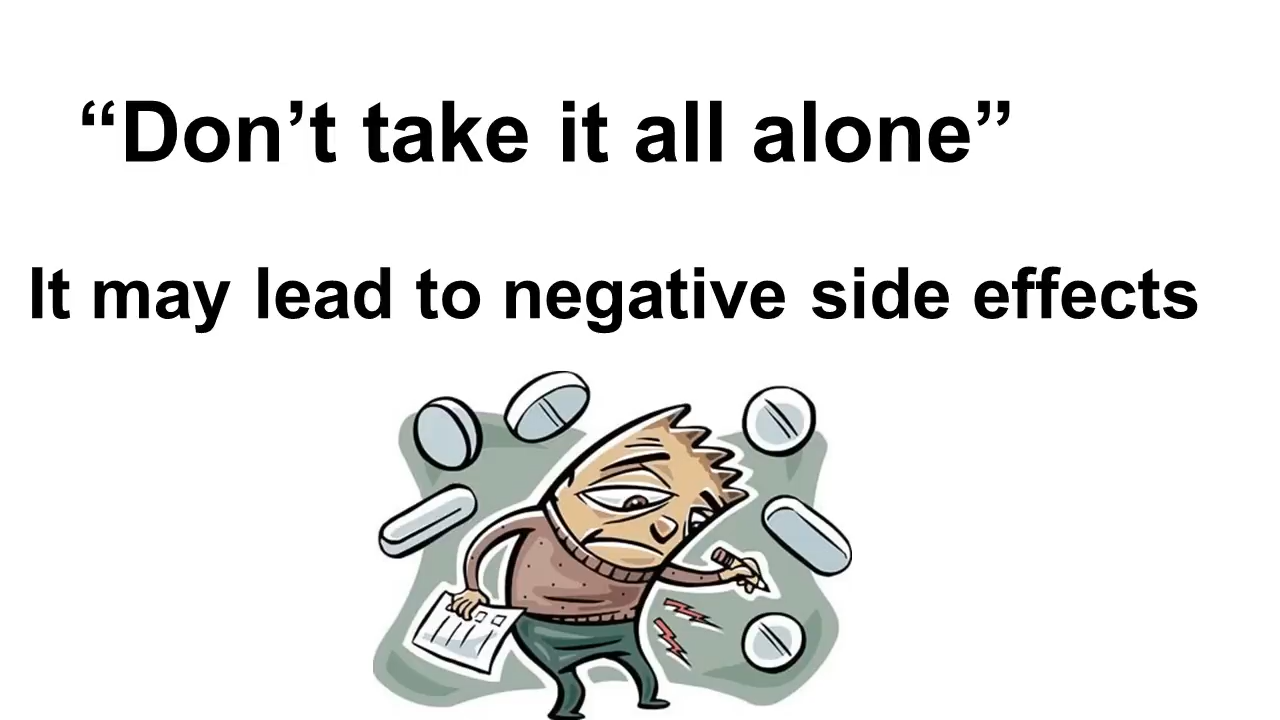 “Don’t take it all alone”
It may lead to negative side effects